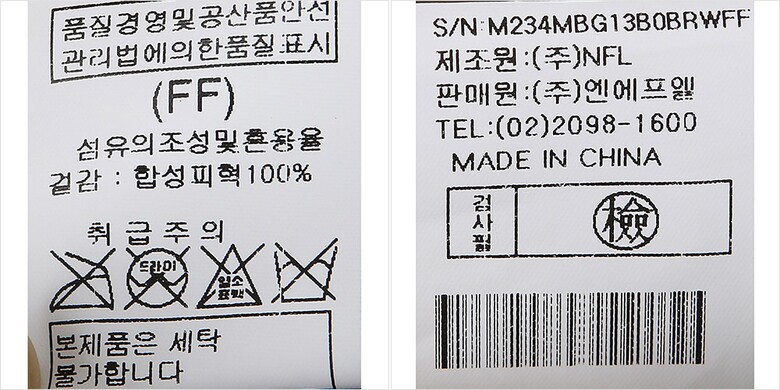 품질경영및공산품안전
관리법에의한품질표시
(FF)
섬유의조성및혼용율
겉감 : 합성피혁100%
취급주의
드라이
염소
표백
본제품은 세탁
불가합니다
S/N:M234MBG13B0BRWFF
제조원:(주)NFL
판매원:(주)엔에프엘
TEL:(02)2098-1600
MADE IN CHINA
검사필
檢